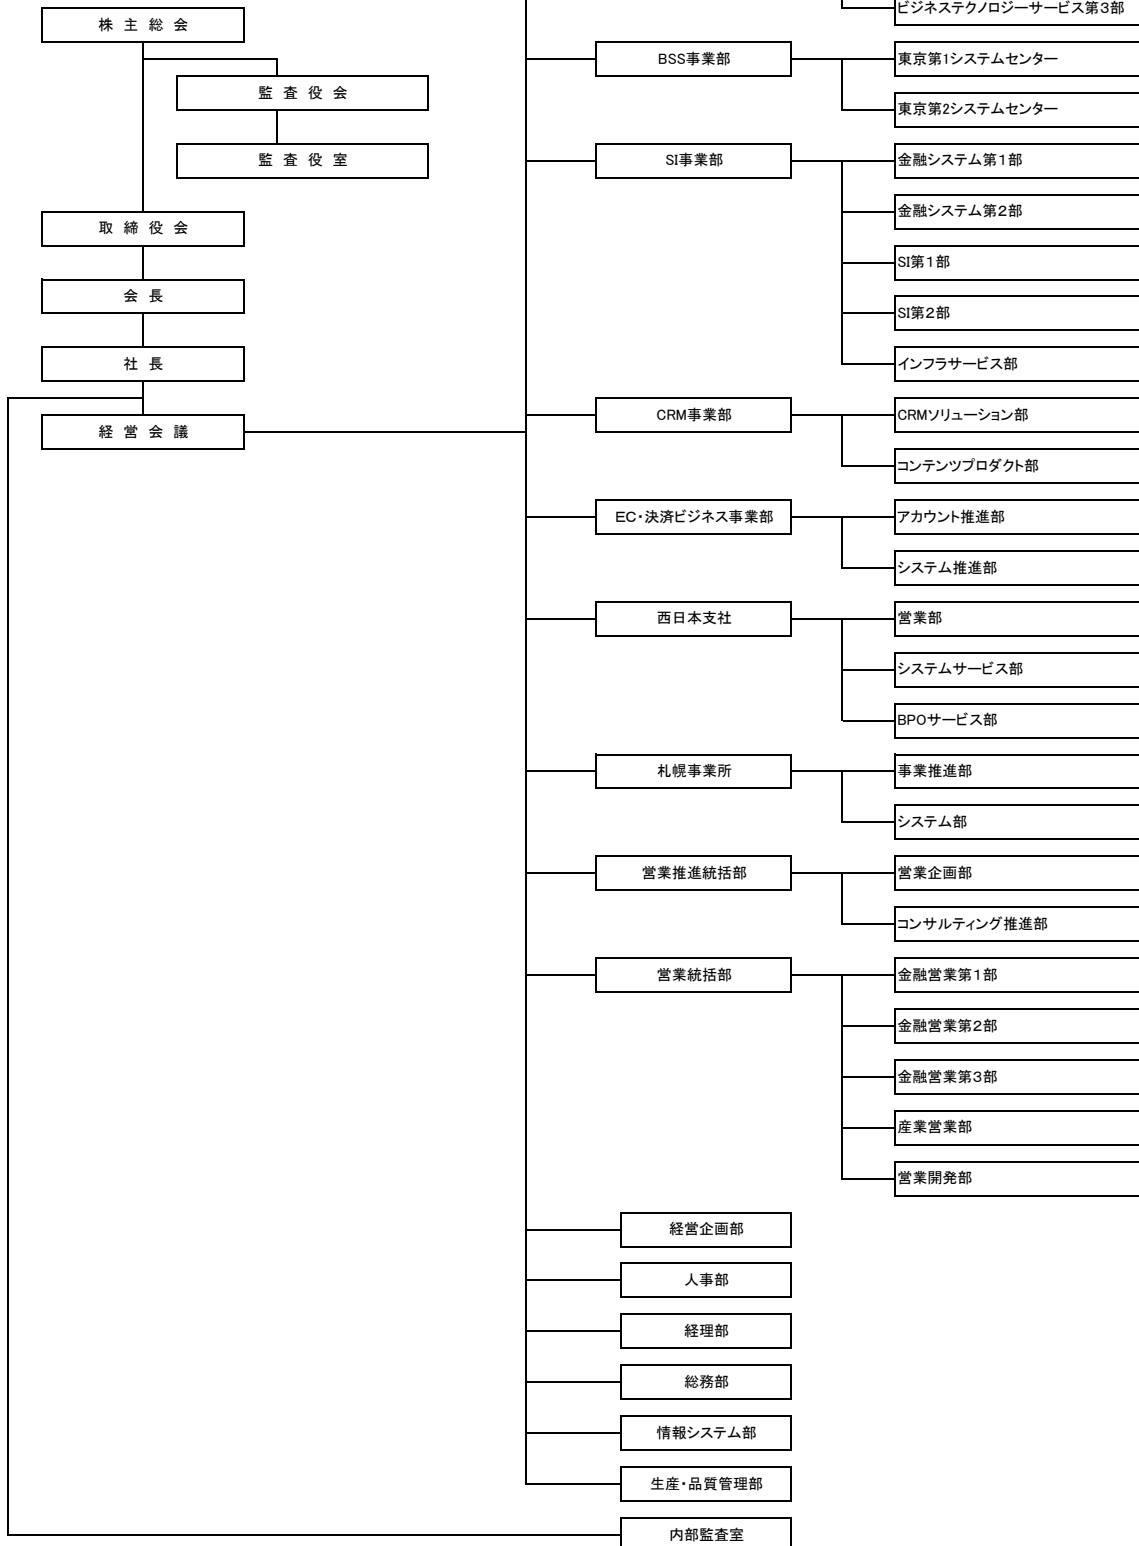 株 主 総 会
監 査 役 会
監 査 役 室
取 締 役 会
会 長
社 長
経 営 会 議
ビジネステクノロジーサービス第3部
BSS事業部
東京第1システムセンター
東京第2システムセンター
SI事業部
金融システム第1部
金融システム第2部
SI第1部
SI第2部
インフラサービス部
CRM事業部
CRMソリューション部
コンテンツプロダクト部
EC・決済ビジネス事業部
アカウント推進部
システム推進部
西日本支社
営業部
システムサービス部
BPOサービス部
札幌事業所
事業推進部
システム部
営業推進統括部
営業企画部
コンサルティング推進部
営業統括部
金融営業第1部
金融営業第2部
金融営業第3部
産業営業部
営業開発部
経営企画部
人事部
経理部
総務部
情報システム部
生産・品質管理部
内部監査室